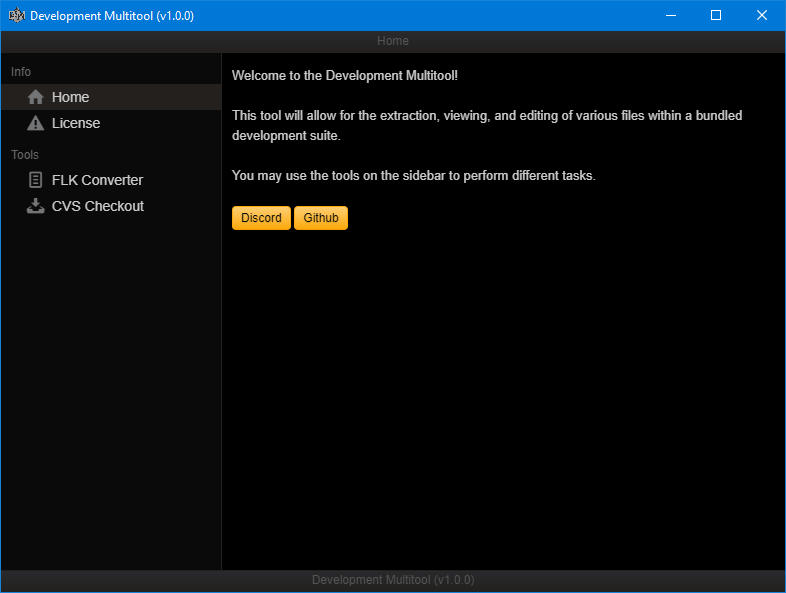 Development Multitool (v1.0.0)
Home
Info
Home
License
Tools
FLK Converter
CVS Checkout
Welcome to the Development Multitool!
This tool will allow for the extraction, viewing, and editing of various files within a bundled
development suite.
You may use the tools on the sidebar to perform different tasks.
Discord Github
Development Multitool (v1.0.0)